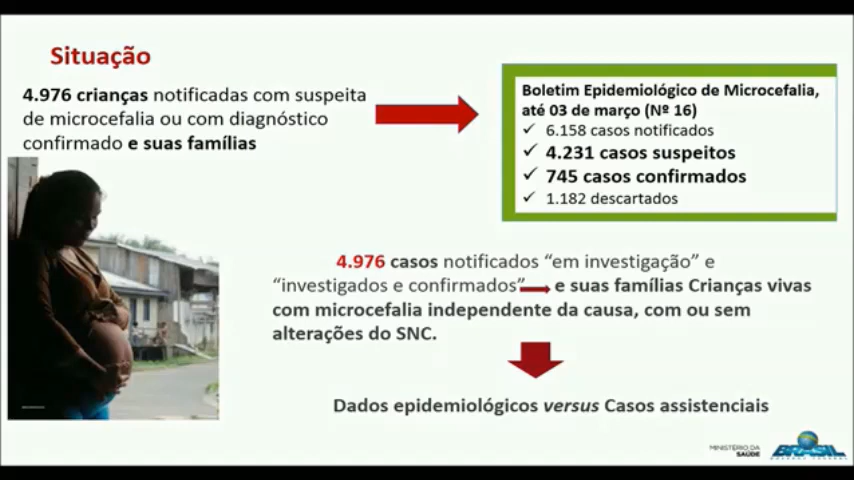 Situação
4.976 crianças notificadas com suspeita
de microcefalia ou com diagnóstico
confirmado e suas famílias
Boletim Epidemiológico de Microcefalia,
até 03 de março (Nº 16)
✓ 6.158 casos notificados
✓ 4.231 casos suspeitos
✓ 745 casos confirmados
✓ 1.182 descartados
4.976 casos notificados “em investigação” e
“investigados e confirmados” e suas famílias Crianças vivas
com microcefalia independente da causa, com ou sem
alterações do SNC.
Dados epidemiológicos versus Casos assistenciais
MINISTÉRIO DA
SAÚDE
BRASIL